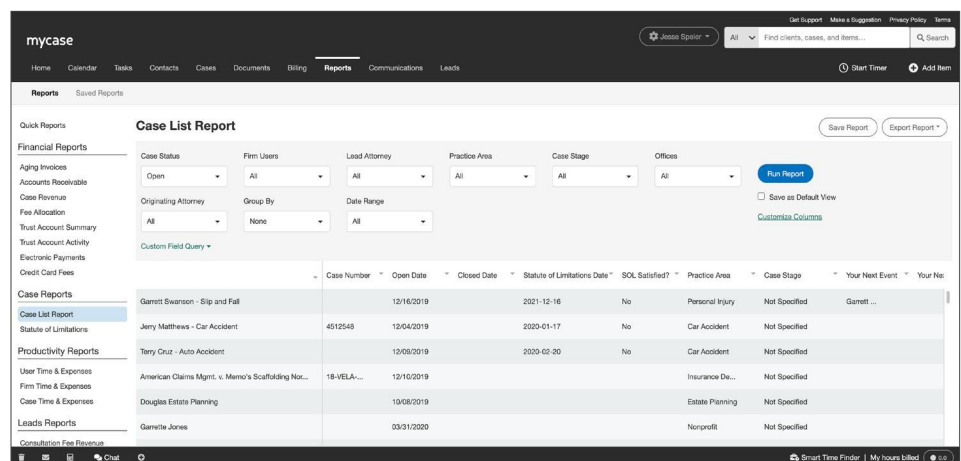 Get Support Make a Suggestion Privacy Policy Terms
mycase
Jesse Speler
All Find clients, cases, and items... Search
Home Calendar Tasks Contacts Cases Documents Billing Reports Communications Leads
Start Timer Add Item
Reports Saved Reports
Quick Reports
Financial Reports
Aging Invoices
Accounts Receivable
Case Revenue
Fee Allocation
Trust Account Summary
Trust Account Activity
Electronic Payments
Credit Card Fees
Case Reports
Case List Report
Statute of Limitations
Productivity Reports
User Time & Expenses
Firm Time & Expenses
Case Time & Expenses
Leads Reports
Consultation Fee Revenue
Case List Report
Save Report Export Report
Case Status Firm Users Lead Attorney Practice Area Case Stage Offices
Open All All All All All
Run Report
Save as Default View
Customize Columns
Originating Attorney Group By Date Range
All None All
Custom Field Query
Case Number Open Date Closed Date Statute of Limitations Date SOL Satisfied? Practice Area Case Stage Your Next Event Your Ne
Garrett Swanson - Slip and Fall 12/16/2019 2021-12-16 No Personal Injury Not Specified Garrett ...
Jerry Matthews - Car Accident 4512548 12/04/2019 2020-01-17 No Car Accident Not Specified
Terry Cruz - Auto Accident 12/09/2019 2020-02-20 No Car Accident Not Specified
American Claims Mgmt. v. Memo's Scaffolding Nor... 18-VELA-... 12/10/2019 Insurance De... Not Specified
Douglas Estate Planning 10/08/2019 Estate Planning Not Specified
Garrette Jones 03/31/2020 Nonprofit Not Specified
Chat
Smart Time Finder | My hours billed 0.0